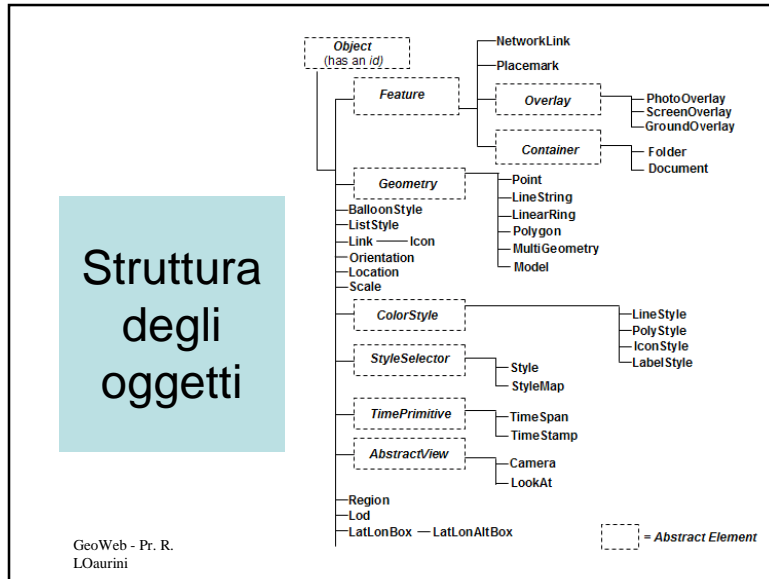 Object
(has an id)
Feature
NetworkLink
Placemark
Overlay
PhotoOverlay
ScreenOverlay
GroundOverlay
Container
Folder
Document
Geometry
Point
LineString
LinearRing
Polygon
MultiGeometry
Model
BalloonStyle
ListStyle
Link Icon
Orientation
Location
Scale
ColorStyle
LineStyle
PolyStyle
IconStyle
LabelStyle
StyleSelector
Style
StyleMap
TimePrimitive
TimeSpan
TimeStamp
AbstractView
Camera
LookAt
Region
Lod
LatLonBox LatLonAltBox
= Abstract Element
Struttura
degli
oggetti
GeoWeb - Pr. R.
LOaurini